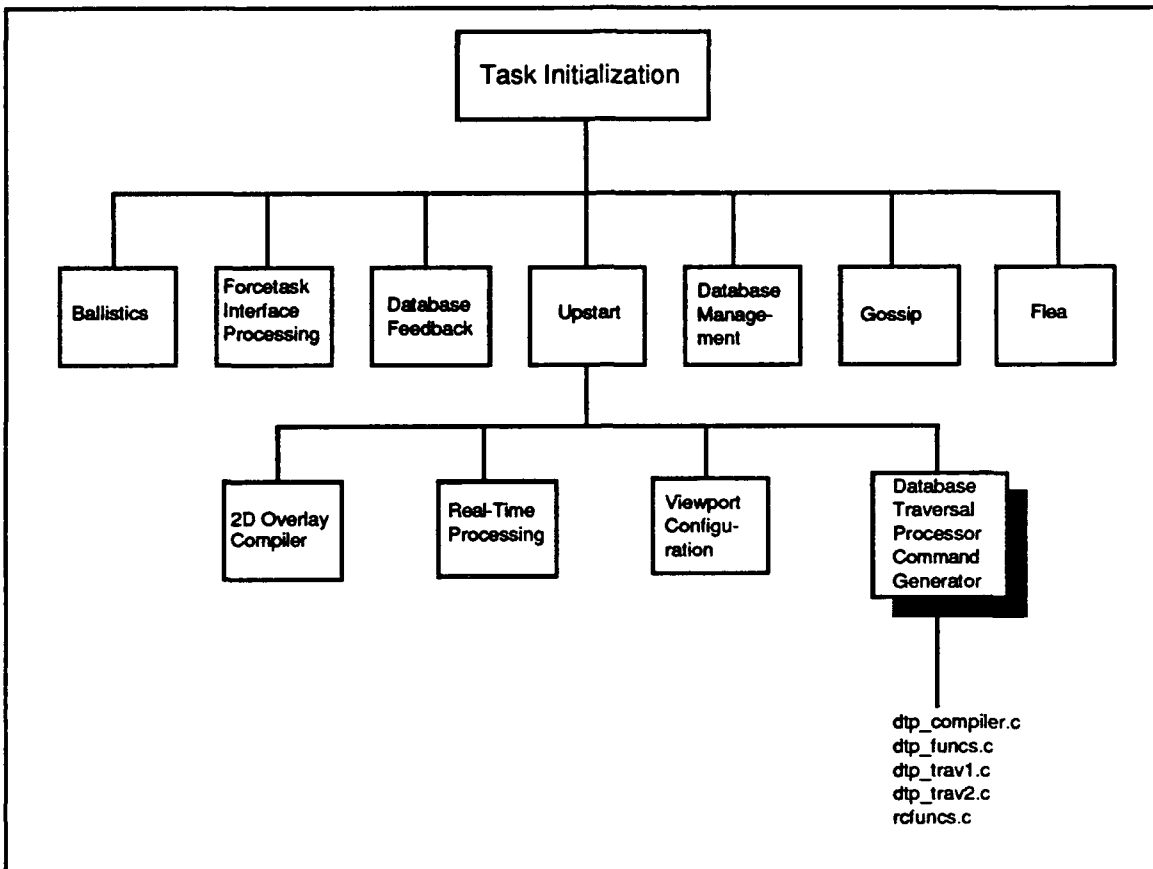 Task Initialization
Ballistics
Forcetask
Interface
Processing
Database
Feedback
Upstart
Database
Manage-
ment
Gossip
Flea
2D Overlay
Compiler
Real-Time
Processing
Viewport
Configu-
ration
Database
Traversal
Processor
Command
Generator
dtp_compiler.c
dtp_funcs.c
dtp_trav1.c
dtp_trav2.c
rcfuncs.c